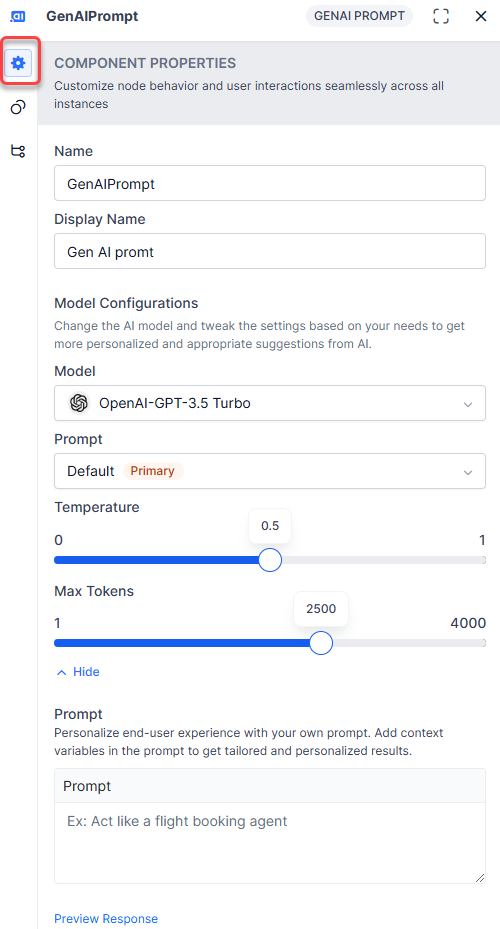 .ai GenAIPrompt GENAI PROMPT
COMPONENT PROPERTIES
Customize node behavior and user interactions seamlessly across all
instances
Name
GenAIPrompt
Display Name
Gen AI promt
Model Configurations
Change the AI model and tweak the settings based on your needs to get
more personalized and appropriate suggestions from AI.
Model
OpenAI-GPT-3.5 Turbo
Prompt
Default Primary
Temperature
0.5
0 1
Max Tokens
2500
1 4000
Hide
Prompt
Personalize end-user experience with your own prompt. Add context
variables in the prompt to get tailored and personalized results.
Prompt
Ex: Act like a flight booking agent
Preview Response